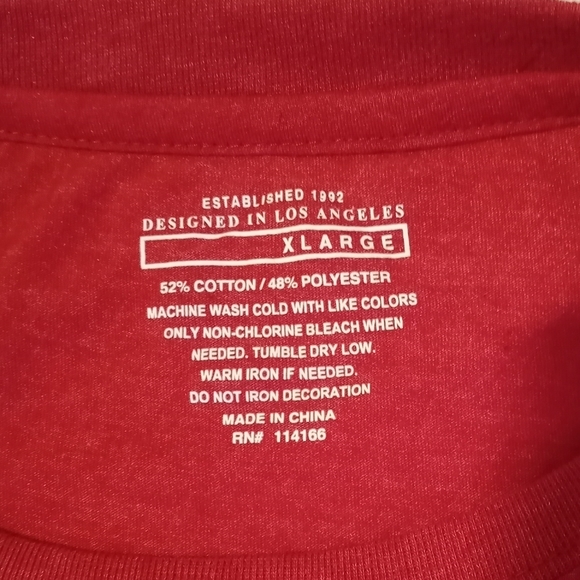 ESTABLISHED 1992
DESIGNED IN LOS ANGELES
XLARGE
52% COTTON / 48% POLYESTER
MACHINE WASH COLD WITH LIKE COLORS
ONLY NON-CHLORINE BLEACH WHEN
NEEDED. TUMBLE DRY LOW.
WARM IRON IF NEEDED.
DO NOT IRON DECORATION
MADE IN CHINA
RN# 114166